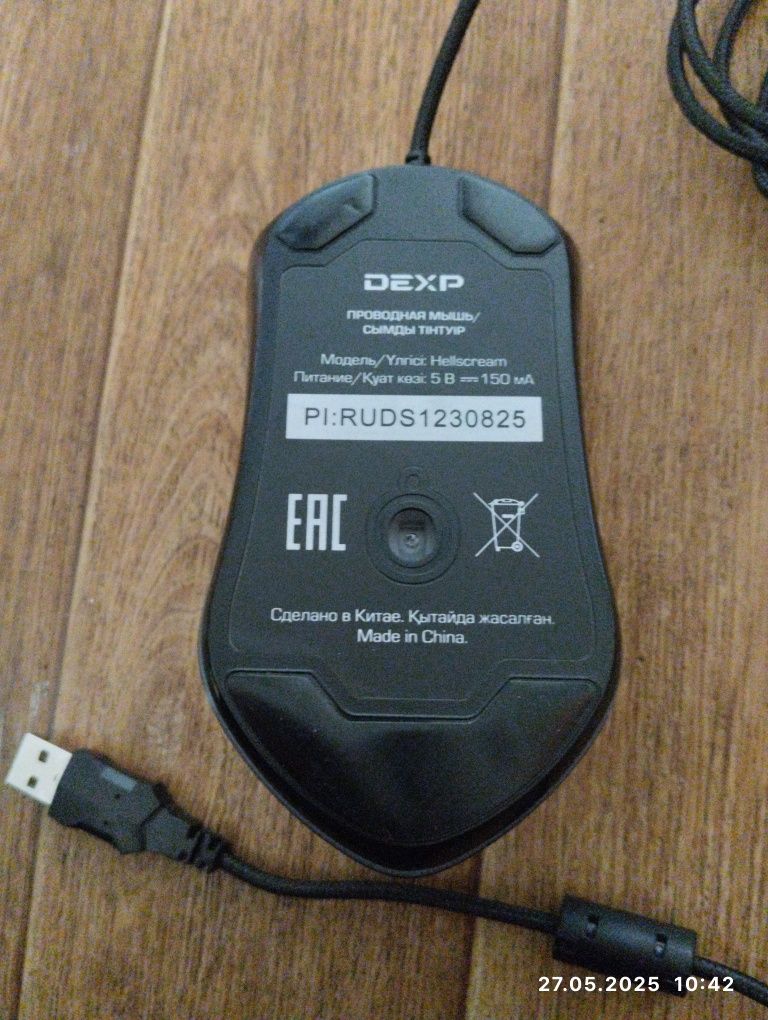 DEXP
ПРОВОДНАЯ МЫШЬ/
СЫМДЫ ТІНТУІР
Модель/Үлгісі: Hellscream
Питание/Қуат көзі: 5 В ⎓ 150 мА
PI:RUDS1230825
EAC
Сделано в Китае. Қытайда жасалған.
Made in China.
27.05.2025 10:42